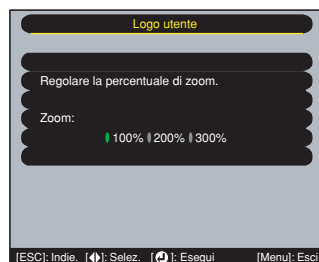 Logo utente
Regolare la percentuale di zoom.
Zoom:
100% 200% 300%
[ESC]: Indie. [ ]: Selez. [ ]: Esegui [Menu]: Esci